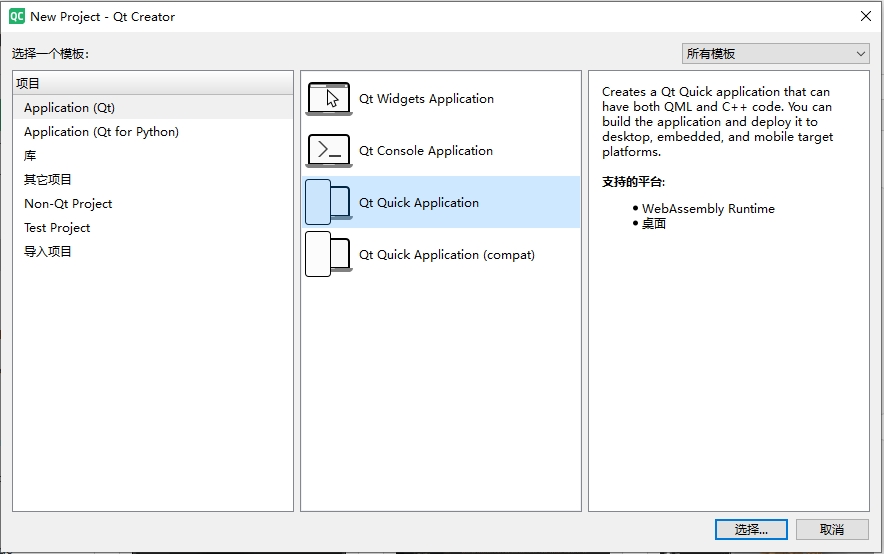 QC New Project - Qt Creator
选择一个模板:
所有模板
项目
Application (Qt)
Application (Qt for Python)
库
其它项目
Non-Qt Project
Test Project
导入项目
Qt Widgets Application
Qt Console Application
Qt Quick Application
Qt Quick Application (compat)
Creates a Qt Quick application that can
have both QML and C++ code. You can
build the application and deploy it to
desktop, embedded, and mobile target
platforms.
支持的平台:
• WebAssembly Runtime
• 桌面
选择...
取消